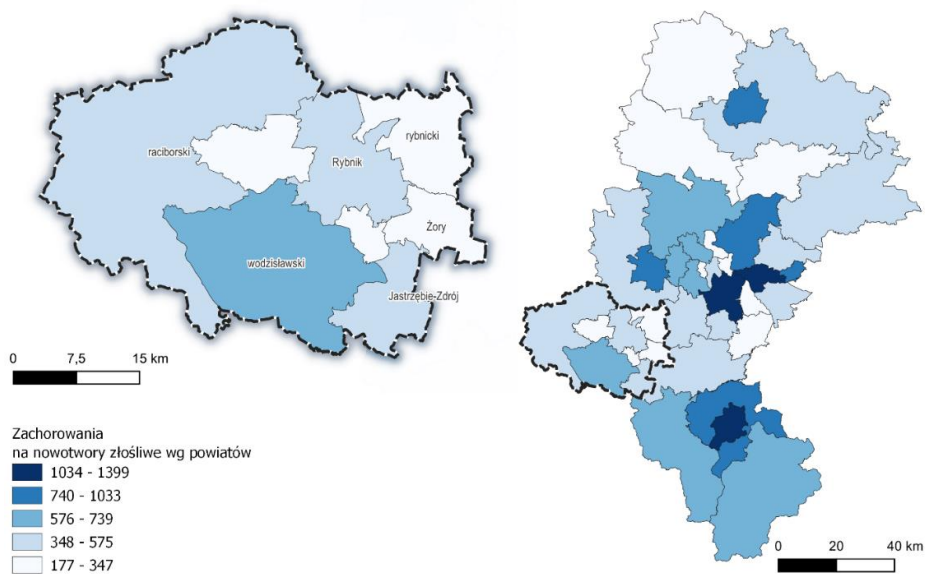 raciborski
Rybnik
rybnicki
Żory
wodzisławski
Jastrzębie-Zdrój
0 7,5 15 km
Zachorowania
na nowotwory złośliwe wg powiatów
1034 - 1399
740 - 1033
576 - 739
348 - 575
177 - 347
0 20 40 km